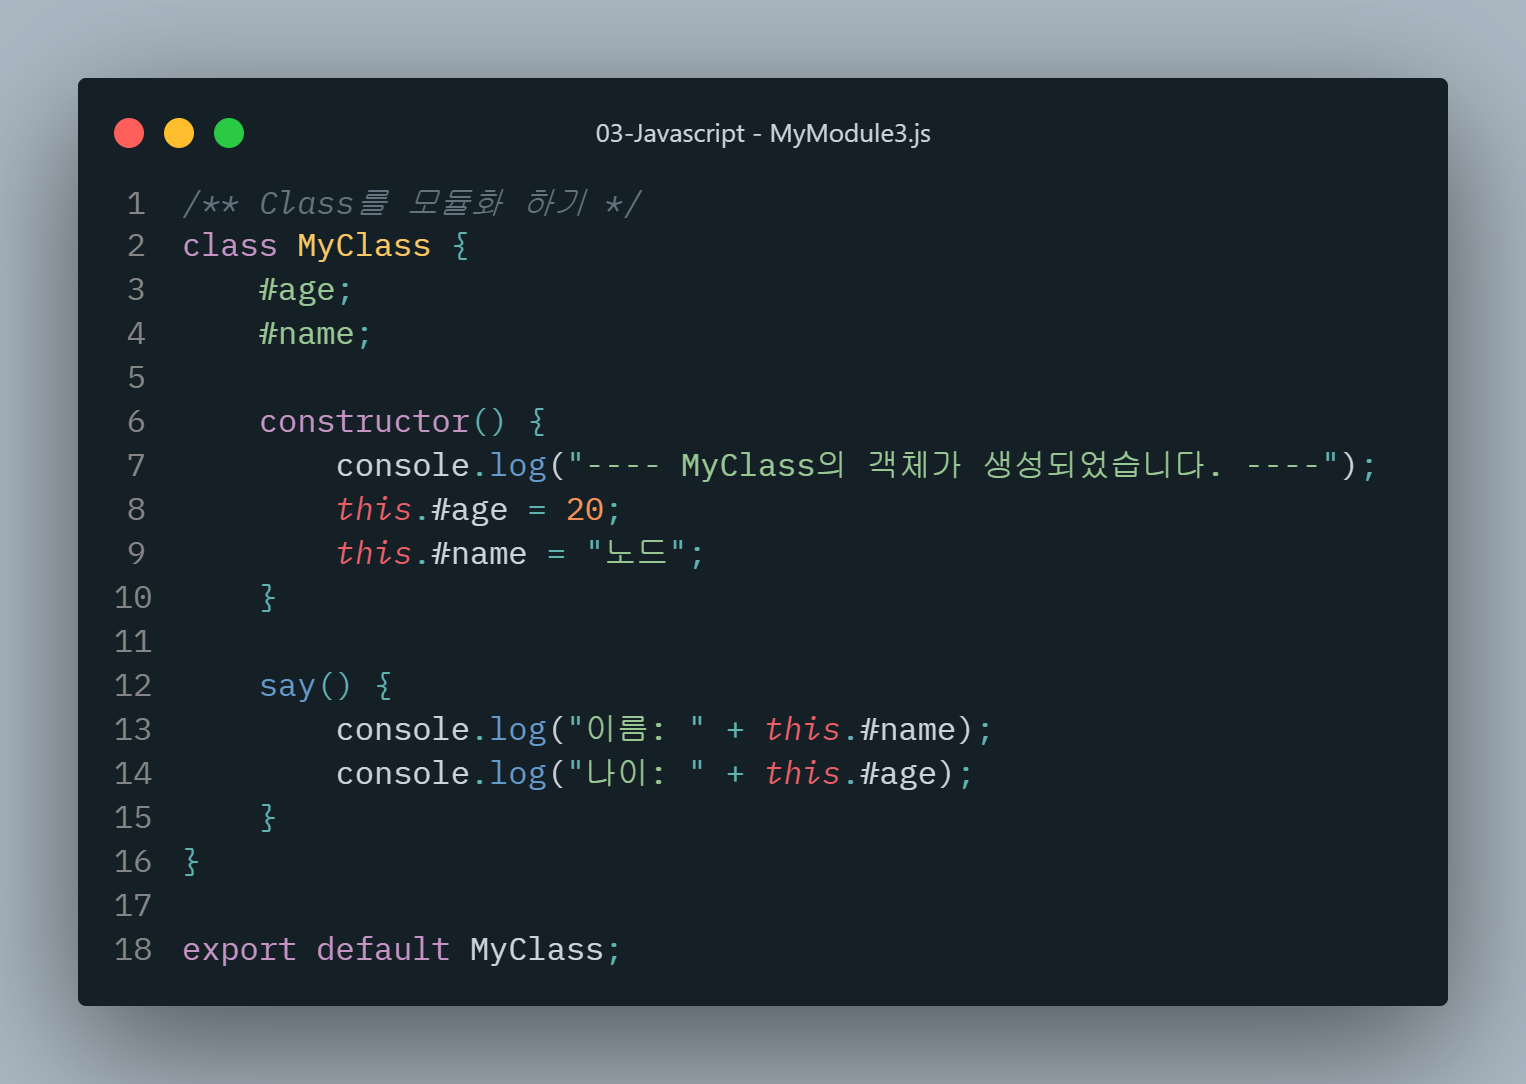 03-Javascript - MyModule3.js
1 /** Class를 모듈화 하기 */
2 class MyClass {
3     #age;
4     #name;
5
6     constructor() {
7         console.log("---- MyClass의 객체가 생성되었습니다. ----");
8         this.#age = 20;
9         this.#name = "노드";
10     }
11
12     say() {
13         console.log("이름: " + this.#name);
14         console.log("나이: " + this.#age);
15     }
16 }
17
18 export default MyClass;